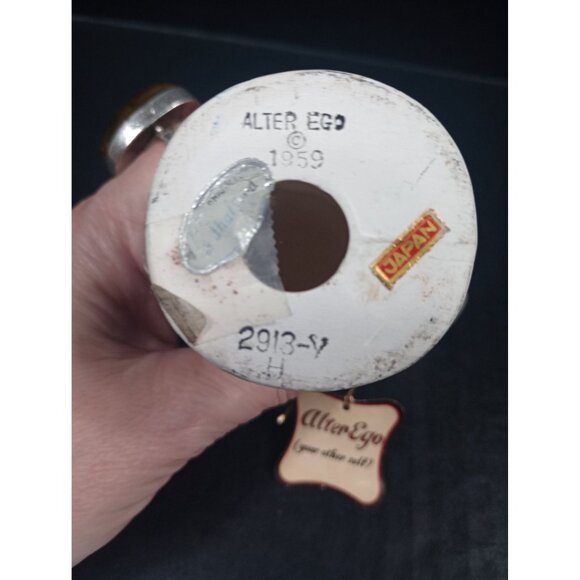 ALTER EGO
©
1959
JAPAN
2913-V
H
Alter Ego
(your other self)